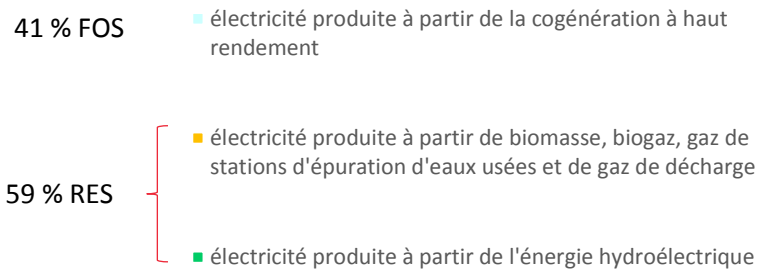 41 % FOS
électricité produite à partir de la cogénération à haut
rendement
59 % RES
électricité produite à partir de biomasse, biogaz, gaz de
stations d'épuration d'eaux usées et de gaz de décharge
électricité produite à partir de l'énergie hydroélectrique